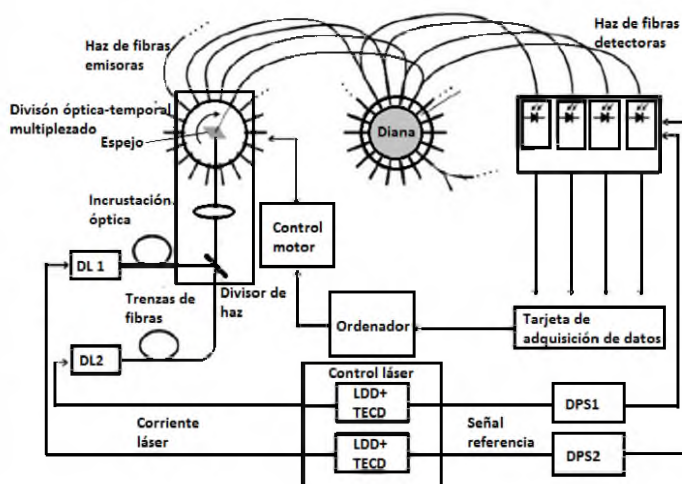 Haz de fibras
emisoras
Haz de fibras
detectoras
Divisón óptica-temporal
multiplezado
Espejo
Diana
Incrustación
óptica
Control
motor
DL 1
Trenzas de
fibras
Divisor de
haz
Ordenador
Tarjeta de
adquisición de datos
DL2
Control láser
LDD+
TECD
DPS1
Corriente
láser
Señal
referencia
LDD+
TECD
DPS2